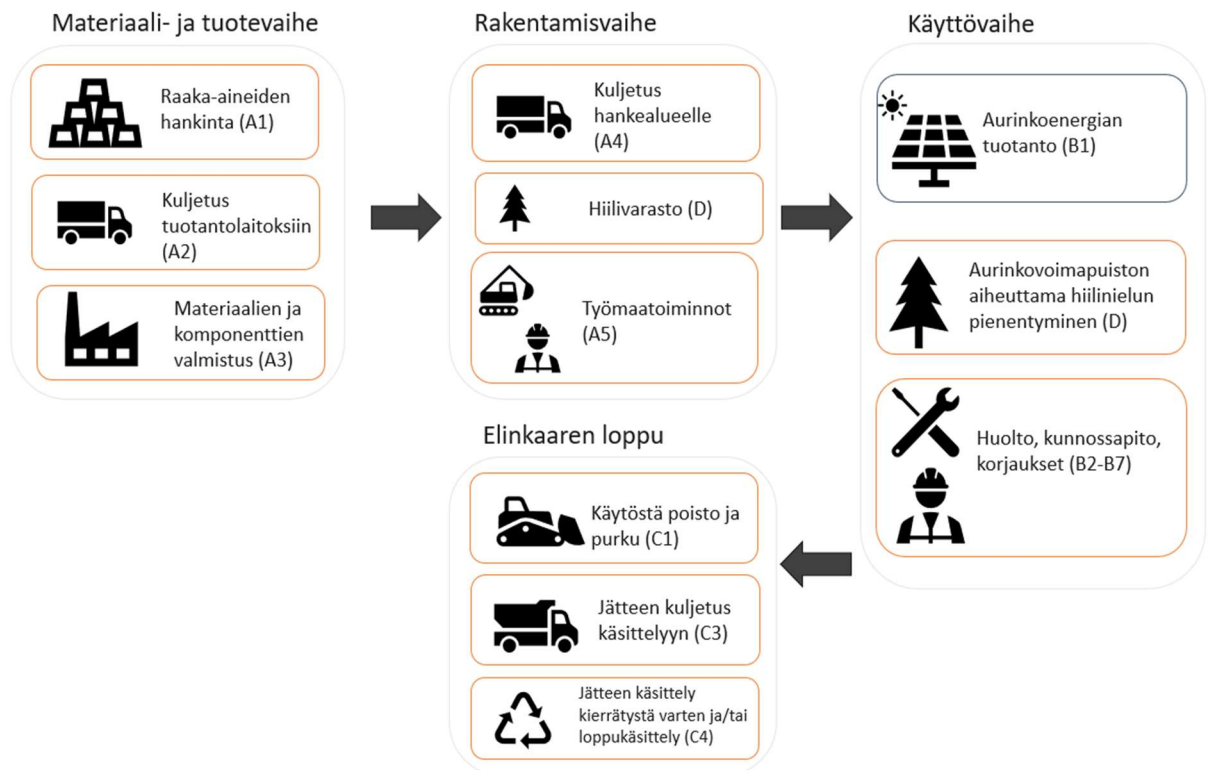 Materiaali- ja tuotevaihe
Raaka-aineiden
hankinta (A1)
Kuljetus
tuotantolaitoksiin
(A2)
Materiaalien ja
komponenttien
valmistus (A3)
Rakentamisvaihe
Kuljetus
hankealueelle
(A4)
Hiilivarasto (D)
Työmaatoiminnot
(A5)
Käyttövaihe
Aurinkoenergian
tuotanto (B1)
Aurinkovoimapuiston
aiheuttama hiilinielun
pienentyminen (D)
Huolto, kunnossapito,
korjaukset (B2-B7)
Elinkaaren loppu
Käytöstä poisto ja
purku (C1)
Jätteen kuljetus
käsittelyyn (C3)
Jätteen käsittely
kierrätystä varten ja/tai
loppukäsittely (C4)